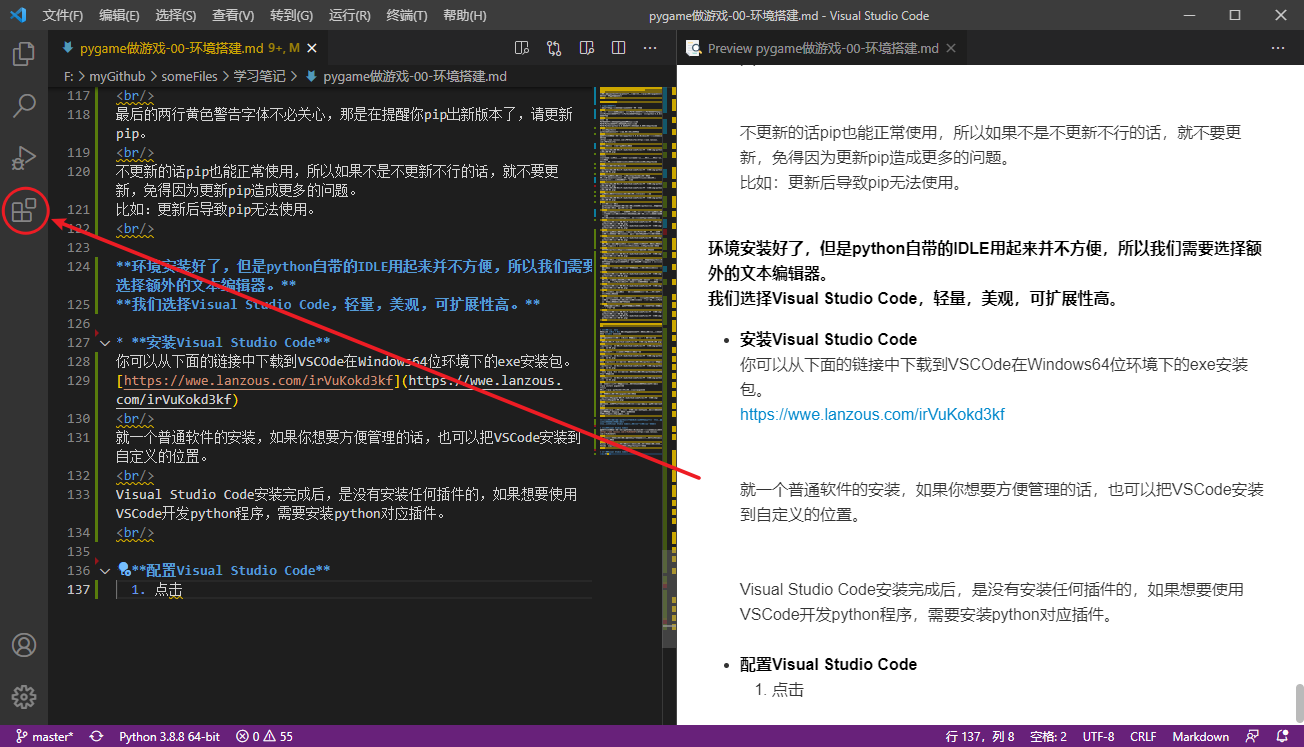 文件(F) 编辑(E) 选择(S) 查看(V) 转到(G) 运行(R) 终端(T) 帮助(H) pygame做游戏-00-环境搭建.md - Visual Studio Code
pygame做游戏-00-环境搭建.md 9+, M
F: > myGithub > someFiles > 学习笔记 > pygame做游戏-00-环境搭建.md
117 <br/>
118 最后的两行黄色警告字体不必关心，那是在提醒你pip出新版本了，请更新
pip。
119 <br/>
120 不更新的话pip也能正常使用，所以如果不是不更新不行的话，就不要更
新，免得因为更新pip造成更多的问题。
121 比如：更新后导致pip无法使用。
122 <br/>
123
124 **环境安装好了，但是python自带的IDLE用起来并不方便，所以我们需要
选择额外的文本编辑器。**
125 **我们选择Visual Studio Code，轻量，美观，可扩展性高。**
126
127 * **安装Visual Studio Code**
128 你可以从下面的链接中下载到VSCOde在Windows64位环境下的exe安装包。
129 [https://wwe.lanzous.com/irVuKokd3kf](https://wwe.lanzous.
com/irVuKokd3kf)
130 <br/>
131 就一个普通软件的安装，如果你想要方便管理的话，也可以把VSCode安装到
自定义的位置。
132 <br/>
133 Visual Studio Code安装完成后，是没有安装任何插件的，如果想要使用
VSCode开发python程序，需要安装python对应插件。
134 <br/>
135
136 **配置Visual Studio Code**
137 1. 点击
Preview pygame做游戏-00-环境搭建.md
不更新的话pip也能正常使用，所以如果不是不更新不行的话，就不要更
新，免得因为更新pip造成更多的问题。
比如：更新后导致pip无法使用。
环境安装好了，但是python自带的IDLE用起来并不方便，所以我们需要选择额
外的文本编辑器。
我们选择Visual Studio Code，轻量，美观，可扩展性高。
• 安装Visual Studio Code
你可以从下面的链接中下载到VSCOde在Windows64位环境下的exe安装
包。
https://wwe.lanzous.com/irVuKokd3kf
就一个普通软件的安装，如果你想要方便管理的话，也可以把VSCode安装
到自定义的位置。
Visual Studio Code安装完成后，是没有安装任何插件的，如果想要使用
VSCode开发python程序，需要安装python对应插件。
• 配置Visual Studio Code
1. 点击
master* Python 3.8.8 64-bit 0 55 行 137，列 8 空格: 2 UTF-8 CRLF Markdown